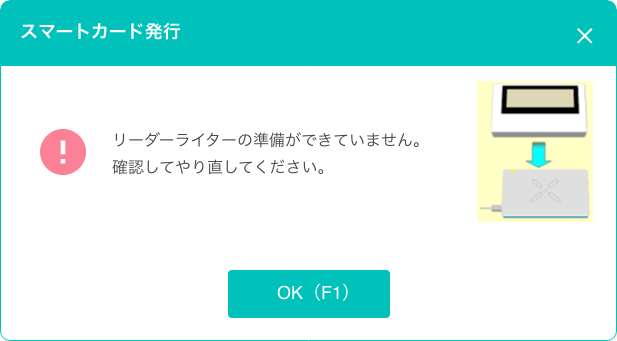 スマートカード発行
リーダーライターの準備ができていません。
確認してやり直してください。
OK（F1）